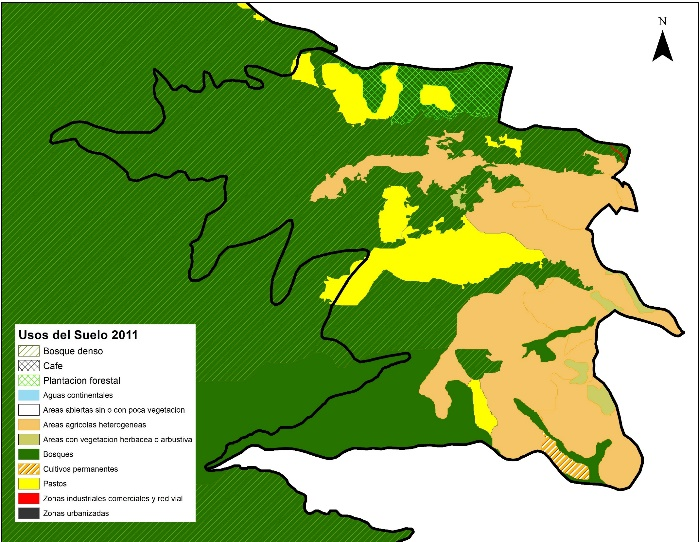 N
Usos del Suelo 2011
Bosque denso
Cafe
Plantacion forestal
Aguas continentales
Areas abiertas sin o con poca vegetacion
Areas agricolas heterogeneas
Areas con vegetacion herbacea o arbustiva
Bosques
Cultivos permanentes
Pastos
Zonas industriales comerciales y red vial
Zonas urbanizadas